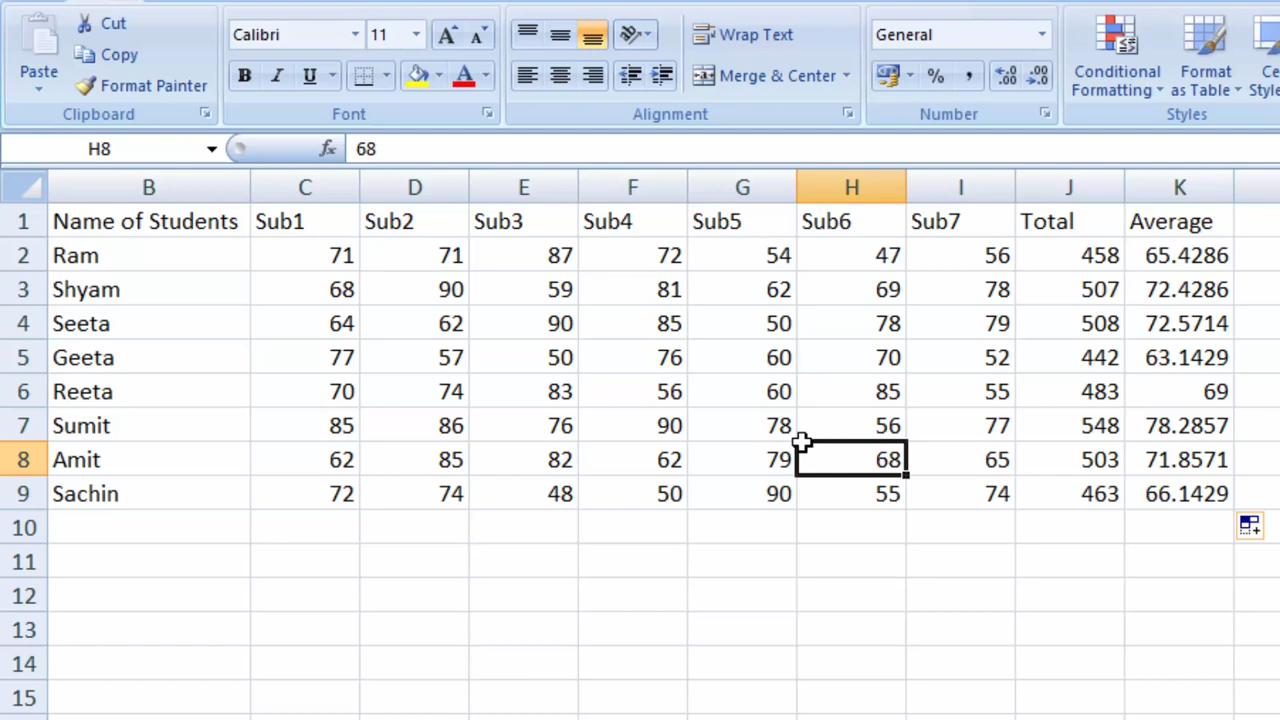 Cut
Copy
Format Painter
Paste
Clipboard
Calibri 11
A A
B I U A
Font
Wrap Text
Merge & Center
Alignment
General
% , .0 .00 .00 .0
Number
Conditional Formatting
Format as Table
Styles
H8 fx 68
B C D E F G H I J K
1 Name of Students Sub1 Sub2 Sub3 Sub4 Sub5 Sub6 Sub7 Total Average
2 Ram 71 71 87 72 54 47 56 458 65.4286
3 Shyam 68 90 59 81 62 69 78 507 72.4286
4 Seeta 64 62 90 85 50 78 79 508 72.5714
5 Geeta 77 57 50 76 60 70 52 442 63.1429
6 Reeta 70 74 83 56 60 85 55 483 69
7 Sumit 85 86 76 90 78 56 77 548 78.2857
8 Amit 62 85 82 62 79 68 65 503 71.8571
9 Sachin 72 74 48 50 90 55 74 463 66.1429
10
11
12
13
14
15